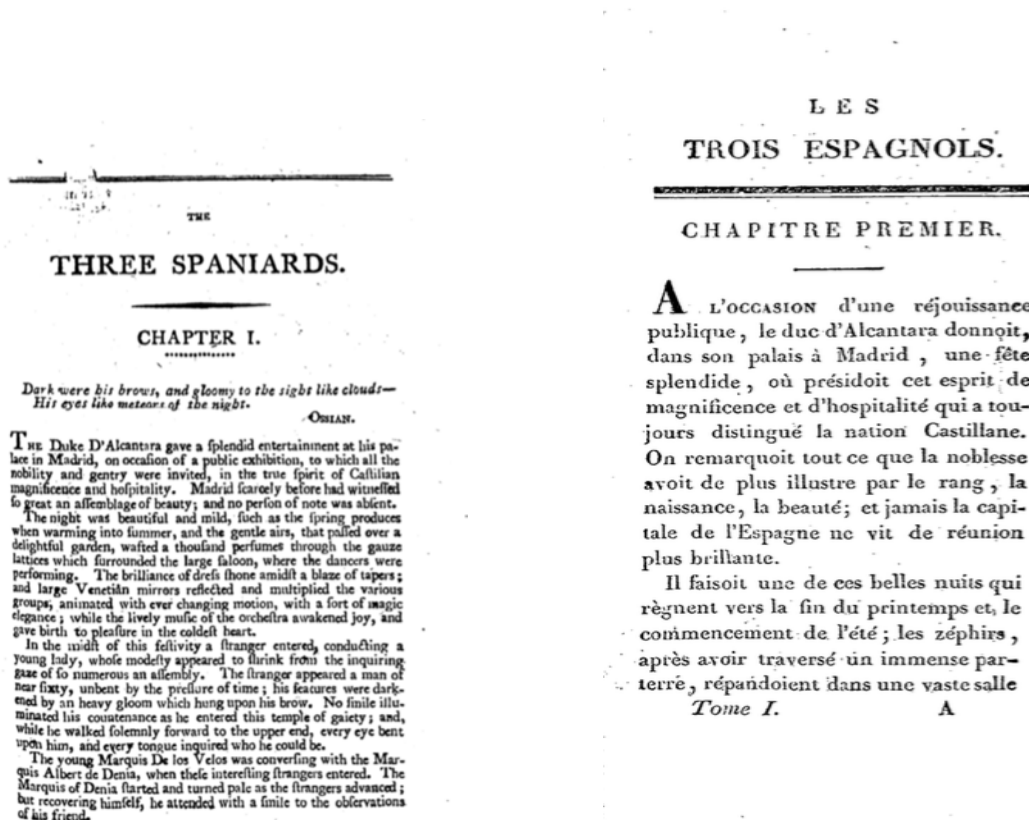 THE
THREE SPANIARDS.
CHAPTER I.
Dark were his brows, and gloomy to the sight like clouds—
His eyes like meteors of the night.
OSSIAN.
THE Duke D'Alcantara gave a ſplendid entertainment at his pa-
lace in Madrid, on occaſion of a public exhibition, to which all the
nobility and gentry were invited, in the true ſpirit of Caſtilian
magnificence and hoſpitality. Madrid ſcarcely before had witneſſed
ſo great an aſſemblage of beauty; and no perſon of note was abſent.
The night was beautiful and mild, ſuch as the ſpring produces
when warming into ſummer, and the gentle airs, that paſſed over a
delightful garden, wafted a thouſand perfumes through the gauze
lattices which ſurrounded the large ſaloon, where the dancers were
performing. The brilliance of dreſs ſhone amidſt a blaze of tapers;
and large Venetian mirrors reflected and multiplied the various
groups, animated with ever changing motion, with a ſort of magic
elegance; while the lively muſic of the orcheſtra awakened joy, and
gave birth to pleaſure in the coldeſt heart.
In the midſt of this feſtivity a ſtranger entered, conducting a
young lady, whoſe modeſty appeared to ſhrink from the inquiring
gaze of ſo numerous an aſſembly. The ſtranger appeared a man of
near ſixty, unbent by the preſſure of time; his features were dark-
ened by an heavy gloom which hung upon his brow. No ſmile illu-
minated his countenance as he entered this temple of gaiety; and,
while he walked ſolemnly forward to the upper end, every eye bent
upon him, and every tongue inquired who he could be.
The young Marquis De los Velos was converſing with the Mar-
quis Albert de Denia, when theſe intereſting ſtrangers entered. The
Marquis of Denia ſtarted and turned pale as the ſtrangers advanced;
but recovering himſelf, he attended with a ſmile to the obſervations
of his friend.
LES
TROIS ESPAGNOLS.
CHAPITRE PREMIER.
A L'OCCASION d'une réjouissance
publique, le duc d'Alcantara donnoit,
dans son palais à Madrid, une fête
splendide, où présidoit cet esprit de
magnificence et d'hospitalité qui a tou-
jours distingué la nation Castillane.
On remarquoit tout ce que la noblesse
avoit de plus illustre par le rang, la
naissance, la beauté; et jamais la capi-
tale de l'Espagne ne vit de réunion
plus brillante.
Il faisoit une de ces belles nuits qui
règnent vers la fin du printemps et le
commencement de l'été; les zéphirs,
après avoir traversé un immense par-
terre, répandoient dans une vaste salle
Tome I. A